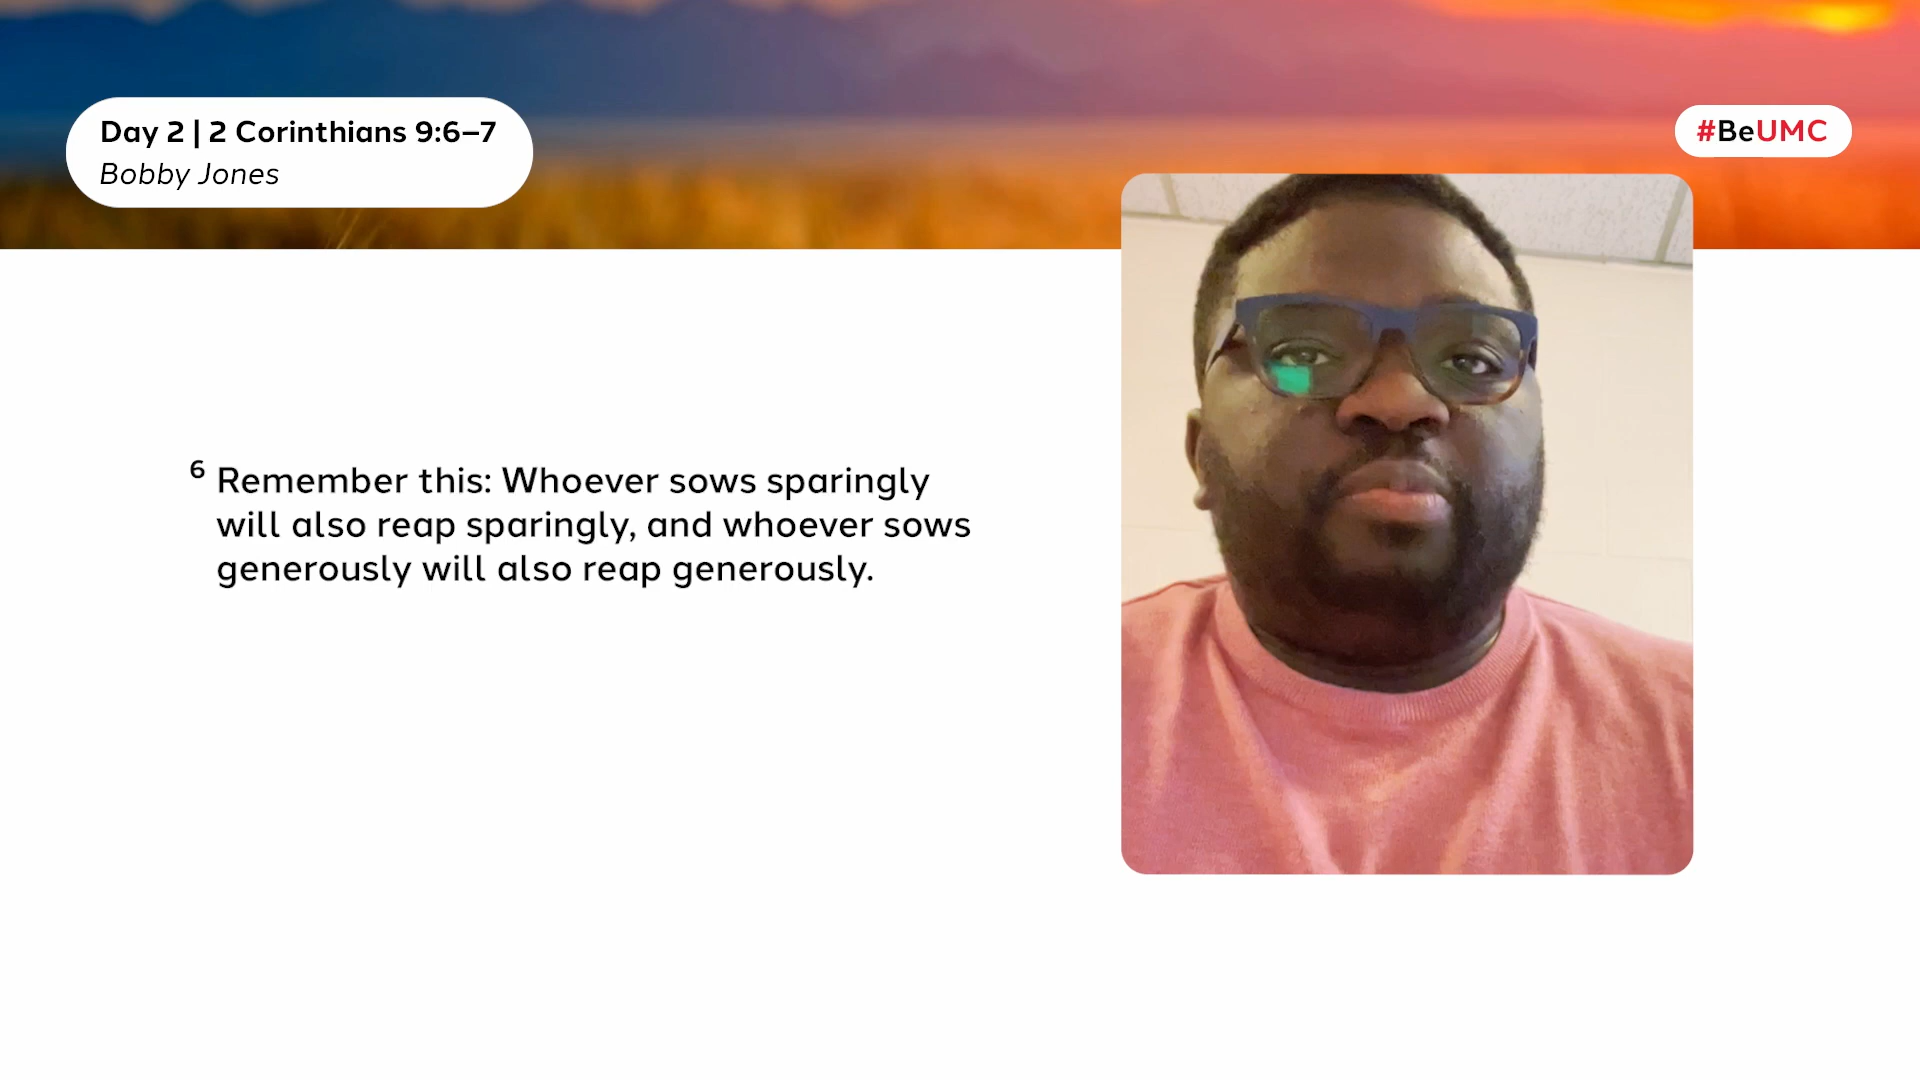 Day 2 | 2 Corinthians 9:6–7
Bobby Jones
#BeUMC
6 Remember this: Whoever sows sparingly
will also reap sparingly, and whoever sows
generously will also reap generously.